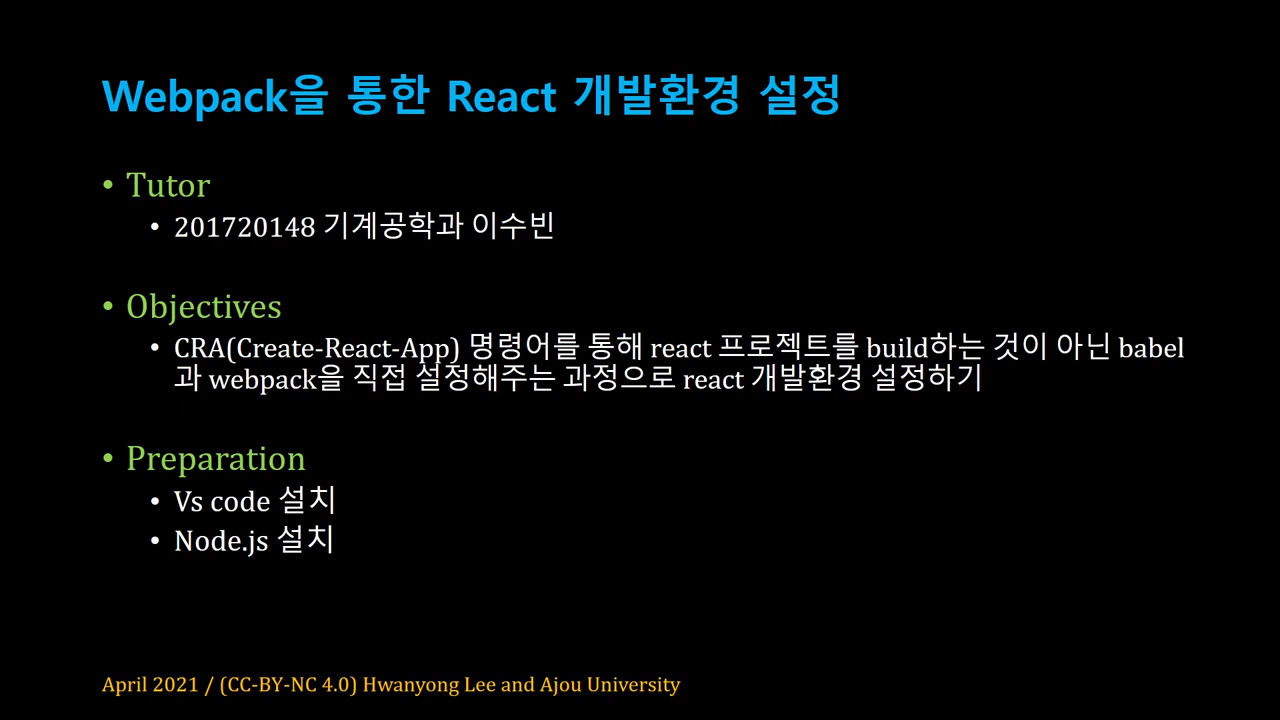 Webpack을 통한 React 개발환경 설정
• Tutor
• 201720148 기계공학과 이수빈
• Objectives
• CRA(Create-React-App) 명령어를 통해 react 프로젝트를 build하는 것이 아닌 babel
과 webpack을 직접 설정해주는 과정으로 react 개발환경 설정하기
• Preparation
• Vs code 설치
• Node.js 설치
April 2021 / (CC-BY-NC 4.0) Hwanyong Lee and Ajou University